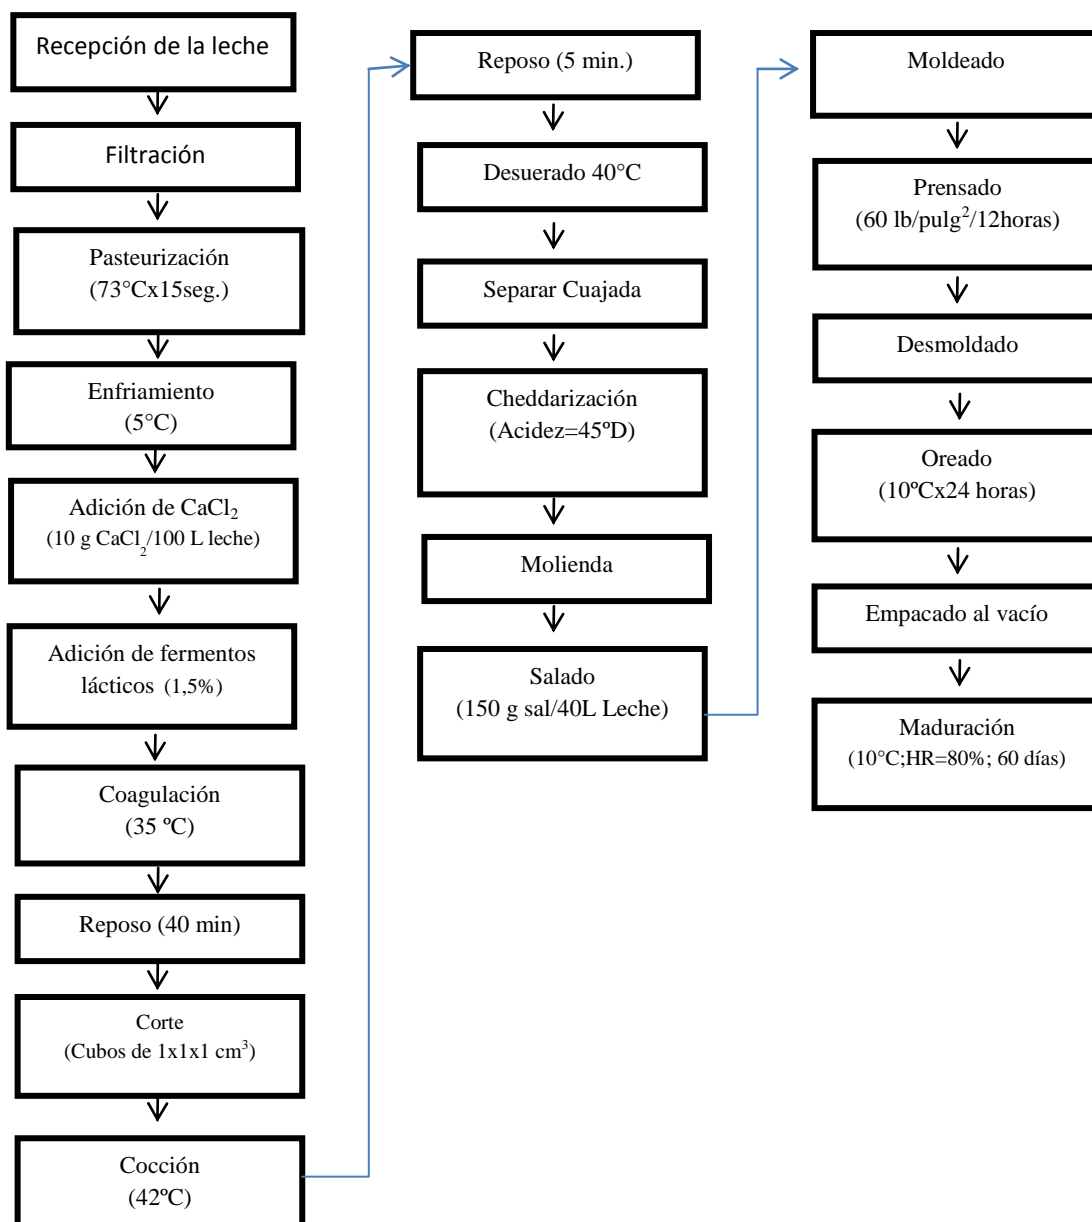 Recepción de la leche
Filtración
Pasteurización
(73°Cx15seg.)
Enfriamiento
(5°C)
Adición de CaCl₂
(10 g CaCl₂/100 L leche)
Adición de fermentos
lácticos (1,5%)
Coagulación
(35 ºC)
Reposo (40 min)
Corte
(Cubos de 1x1x1 cm³)
Cocción
(42ºC)
Reposo (5 min.)
Desuerado 40°C
Separar Cuajada
Cheddarización
(Acidez=45ºD)
Molienda
Salado
(150 g sal/40L Leche)
Moldeado
Prensado
(60 lb/pulg²/12horas)
Desmoldado
Oreado
(10ºCx24 horas)
Empacado al vacío
Maduración
(10°C;HR=80%; 60 días)